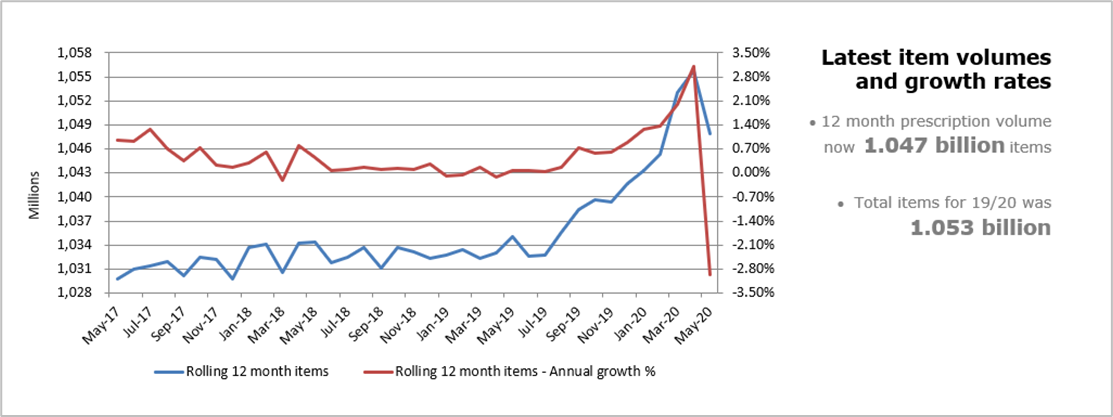 Latest item volumes
and growth rates
• 12 month prescription volume
now 1.047 billion items
• Total items for 19/20 was
1.053 billion
Millions
1,058
1,055
1,052
1,049
1,046
1,043
1,040
1,037
1,034
1,031
1,028
3.50%
2.80%
2.10%
1.40%
0.70%
0.00%
-0.70%
-1.40%
-2.10%
-2.80%
-3.50%
May-17
Jul-17
Sep-17
Nov-17
Jan-18
Mar-18
May-18
Jul-18
Sep-18
Nov-18
Jan-19
Mar-19
May-19
Jul-19
Sep-19
Nov-19
Jan-20
Mar-20
May-20
Rolling 12 month items
Rolling 12 month items - Annual growth %